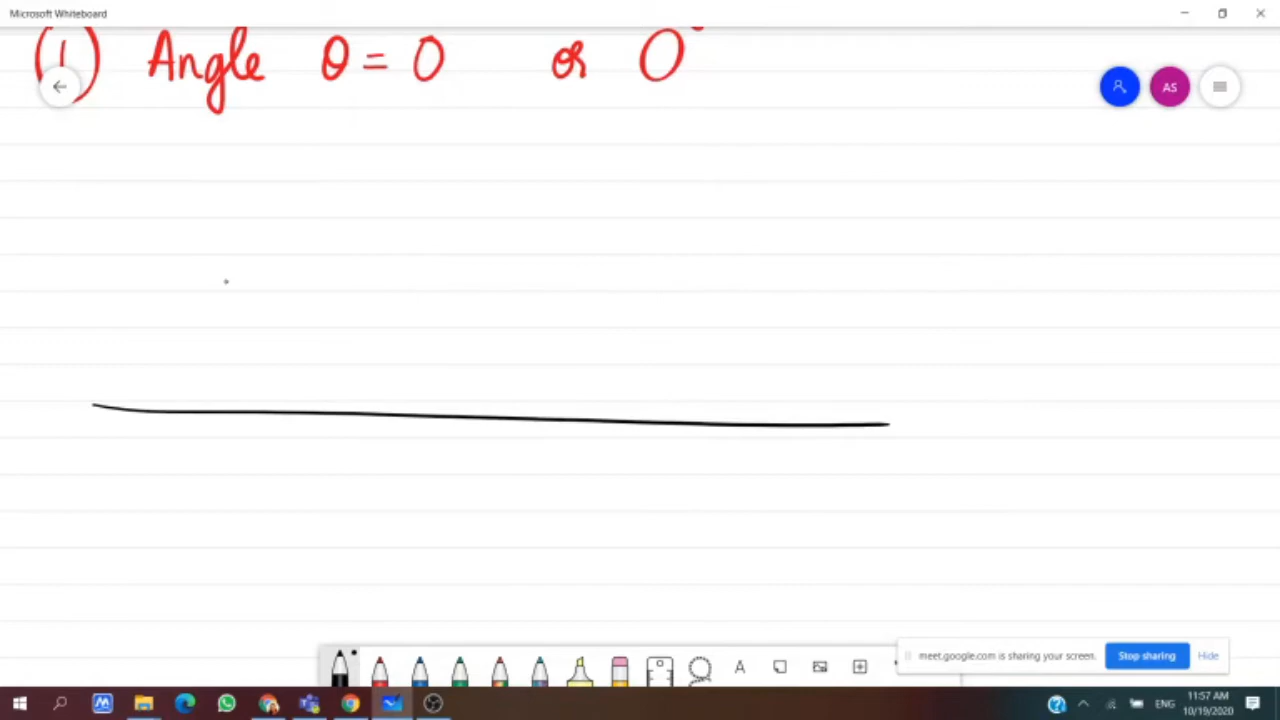 Microsoft Whiteboard
(1) Angle θ = 0 or 0°
AS
A
meet.google.com is sharing your screen. Stop sharing Hide
ENG
11:57 AM
10/19/2020